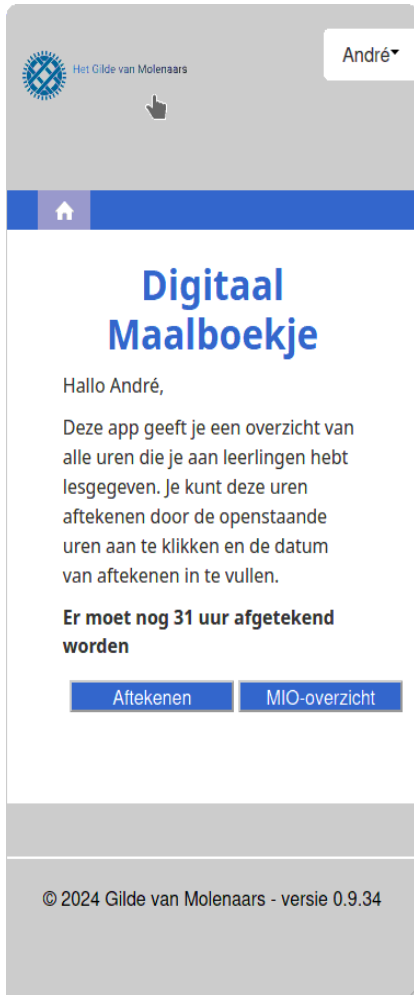 Het Gilde van Molenaars
André
Digitaal
Maalboekje
Hallo André,
Deze app geeft je een overzicht van
alle uren die je aan leerlingen hebt
lesgegeven. Je kunt deze uren
aftekenen door de openstaande
uren aan te klikken en de datum
van aftekenen in te vullen.
Er moet nog 31 uur afgetekend
worden
Aftekenen MIO-overzicht
© 2024 Gilde van Molenaars - versie 0.9.34